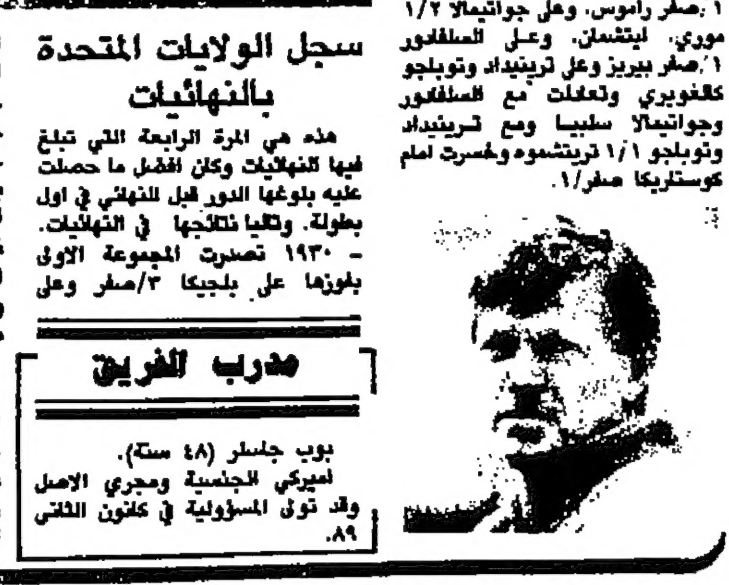 ١/صفر راموس، وعلى جواتيمالا ١/٢
موري، ايتشمان، وعلى السلفادور
١/صفر بيريز وعلى ترينيداد وتوباجو
كالغويري وتعادلت مع السلفادور
وجواتيمالا سلبيا ومع ترينيداد
وتوباجو ١/١ تريتشموه وخسرت امام
كوستاريكا صفر/١.
سجل الولايات المتحدة
بالنهائيات
هذه هي المرة الرابعة التي تبلغ
فيها النهائيات وكان افضل ما حصلت
عليه بلوغها الدور قبل النهائي في اول
بطولة. وتاليا نتائجها في النهائيات.
- ١٩٣٠ تصدرت المجموعة الاولى
بفوزها على بلجيكا ٣/صفر وعلى
مدرب الفريق
بوب جانسلر (٤٨ سنة).
اميركي الجنسية ومجري الاصل
وقد تولى المسؤولية في كانون الثاني
٨٩.